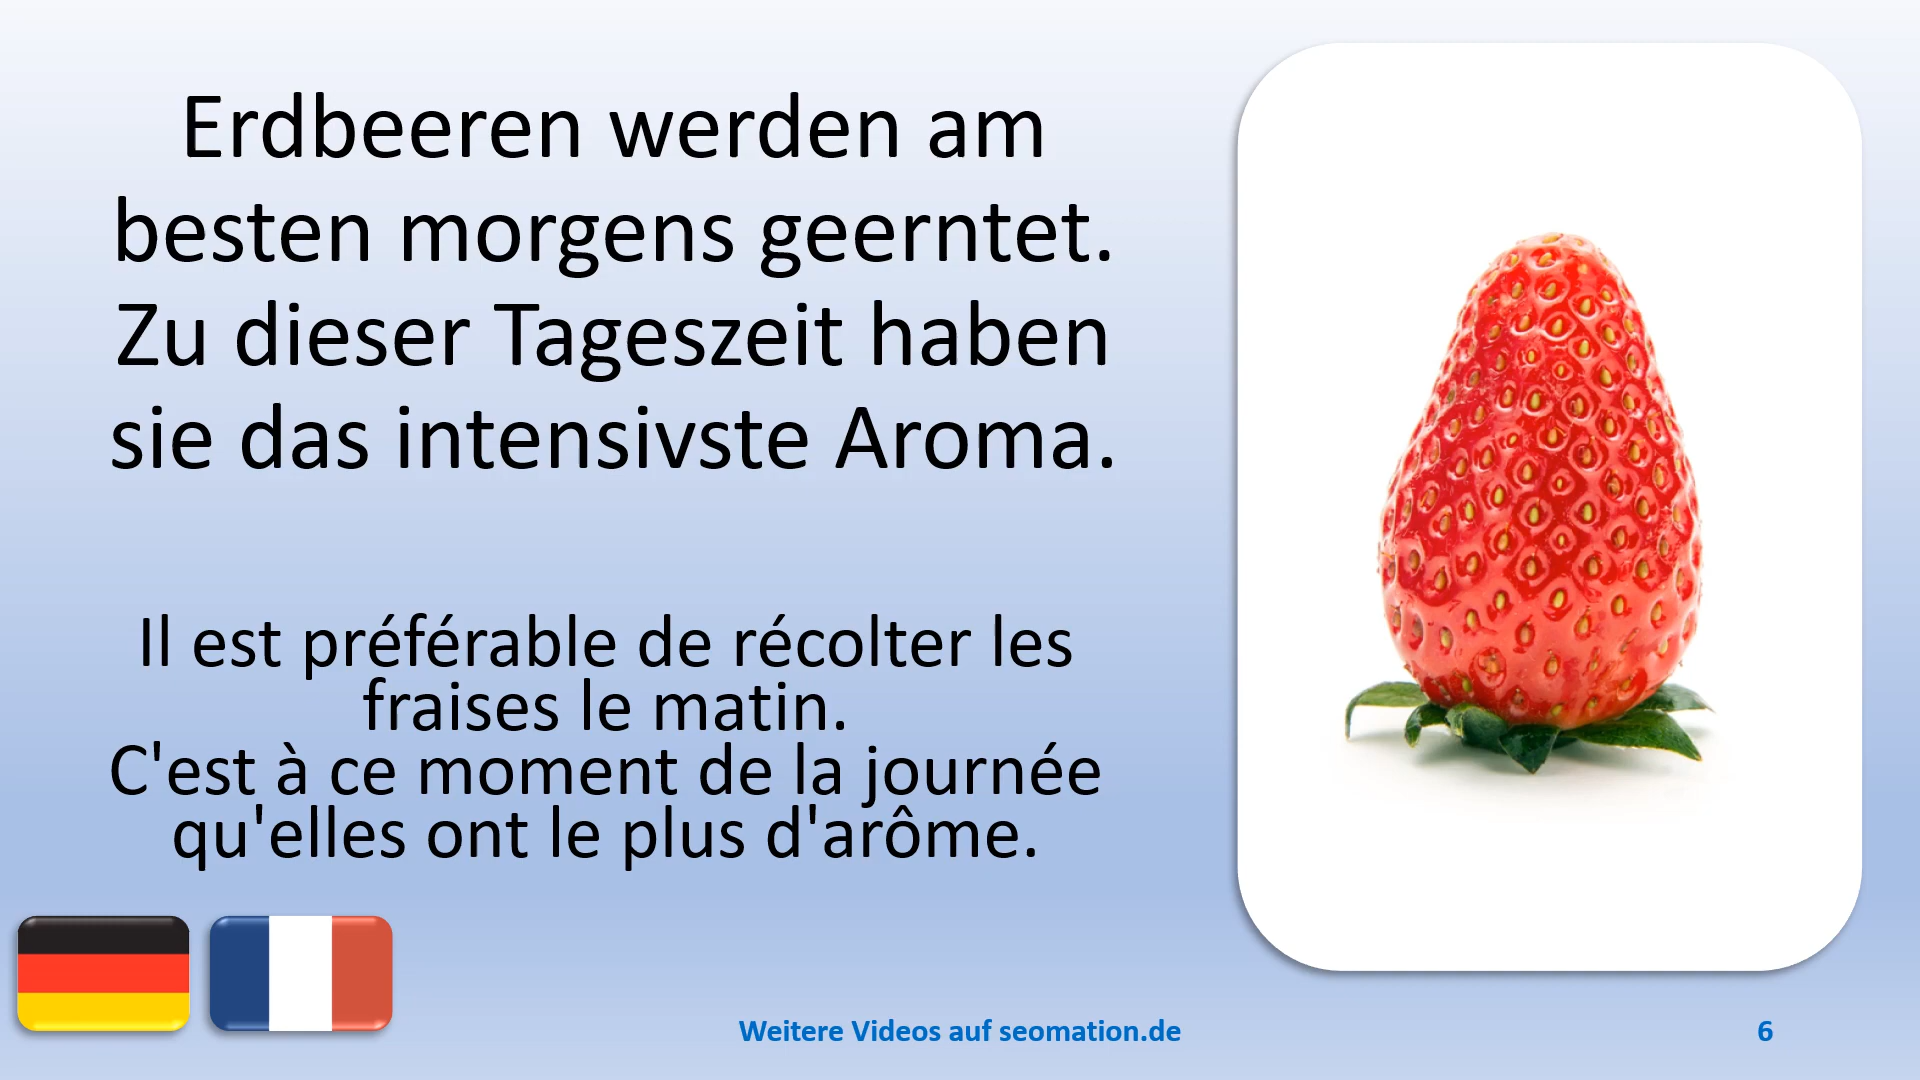 Erdbeeren werden am
besten morgens geerntet.
Zu dieser Tageszeit haben
sie das intensivste Aroma.
Il est préférable de récolter les
fraises le matin.
C'est à ce moment de la journée
qu'elles ont le plus d'arôme.
Weitere Videos auf seomation.de
6